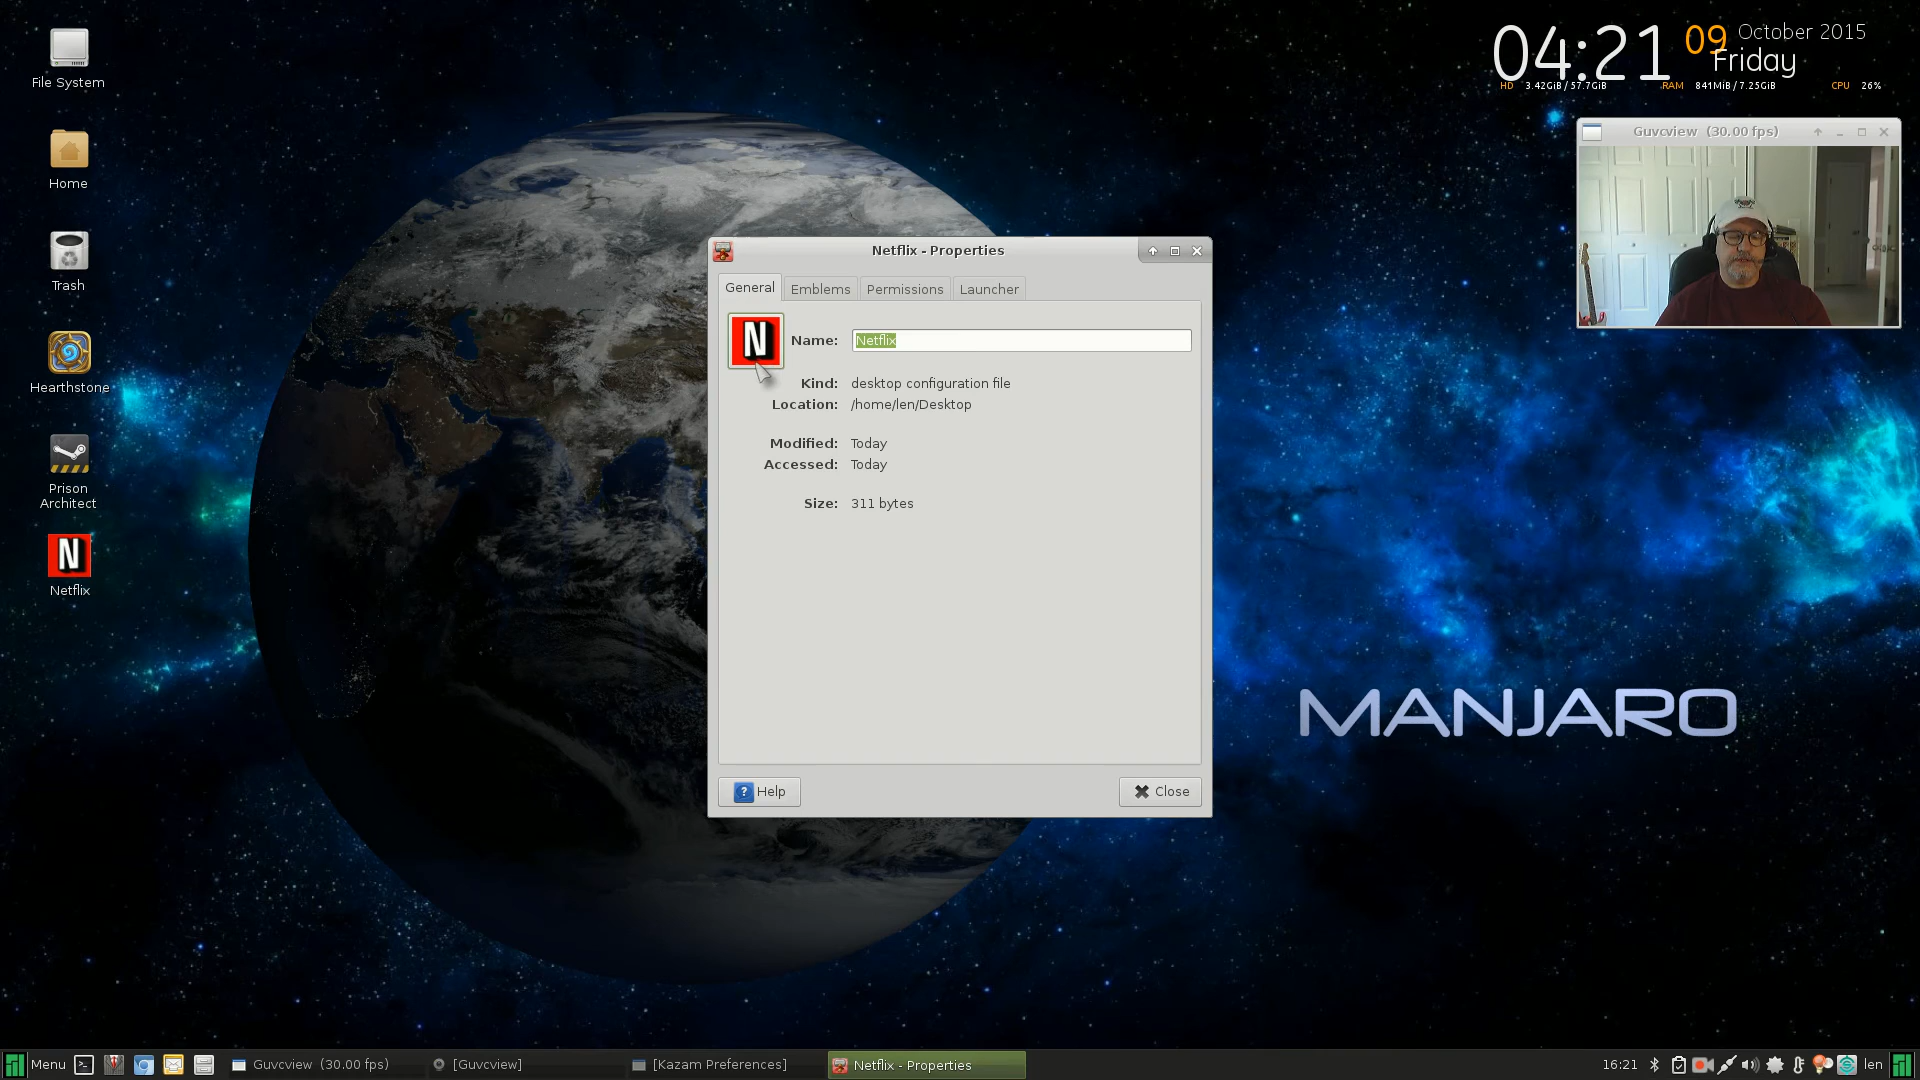 File System
Home
Trash
Hearthstone
Prison
Architect
N
Netflix
04:21
09 October 2015
Friday
HD 3.42GiB / 57.7GiB RAM 841MiB / 7.25GiB CPU 26%
Guvcview (30.00 fps)
Netflix - Properties
General Emblems Permissions Launcher
N
Name: Netflix
Kind: desktop configuration file
Location: /home/len/Desktop
Modified: Today
Accessed: Today
Size: 311 bytes
? Help
Close
MANJARO
Menu Guvcview (30.00 fps) [Guvcview] [Kazam Preferences] Netflix - Properties 16:21 len